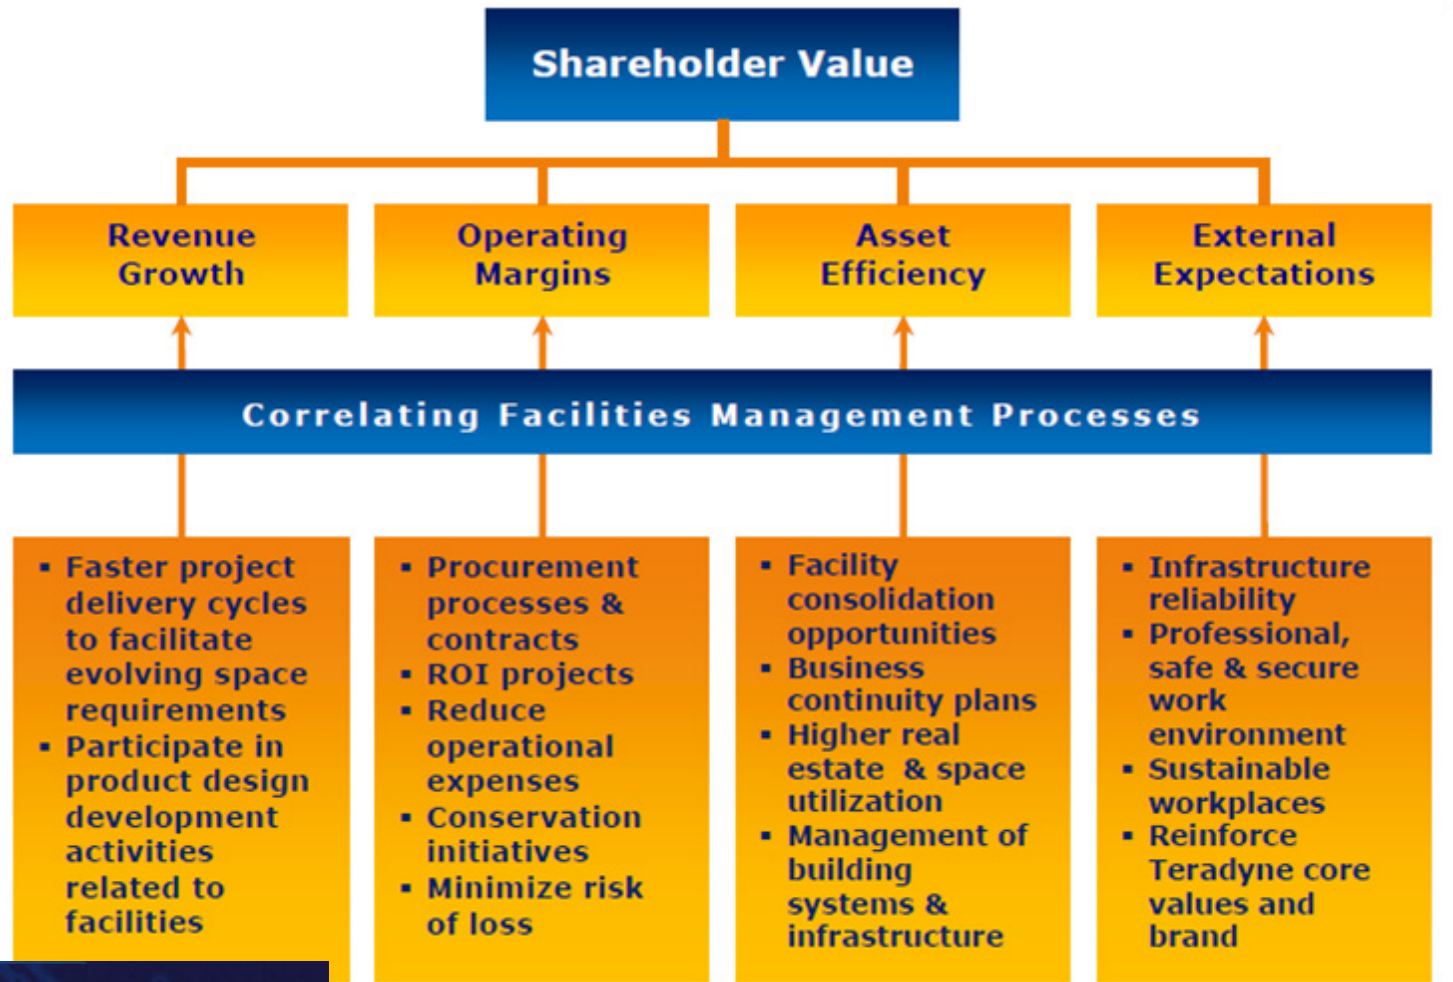 Shareholder Value
Revenue
Growth
Operating
Margins
Asset
Efficiency
External
Expectations
Correlating Facilities Management Processes
▪ Faster project
delivery cycles
to facilitate
evolving space
requirements
▪ Participate in
product design
development
activities
related to
facilities
▪ Procurement
processes &
contracts
▪ ROI projects
▪ Reduce
operational
expenses
▪ Conservation
initiatives
▪ Minimize risk
of loss
▪ Facility
consolidation
opportunities
▪ Business
continuity plans
▪ Higher real
estate & space
utilization
▪ Management of
building
systems &
infrastructure
▪ Infrastructure
reliability
▪ Professional,
safe & secure
work
environment
▪ Sustainable
workplaces
▪ Reinforce
Teradyne core
values and
brand